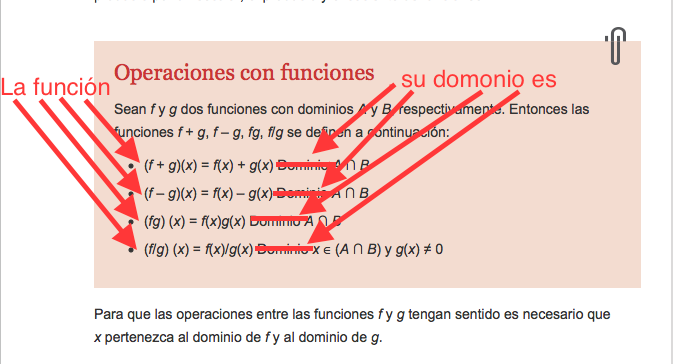 Operaciones con funciones
La función
su domonio es
Sean f y g dos funciones con dominios A y B, respectivamente. Entonces las
funciones f + g, f – g, fg, f/g se definen a continuación:
• (f + g)(x) = f(x) + g(x) Dominio A ∩ B
• (f – g)(x) = f(x) – g(x) Dominio A ∩ B
• (fg) (x) = f(x)g(x) Dominio A ∩ B
• (f/g) (x) = f(x)/g(x) Dominio x ∈ (A ∩ B) y g(x) ≠ 0
Para que las operaciones entre las funciones f y g tengan sentido es necesario que
x pertenezca al dominio de f y al dominio de g.